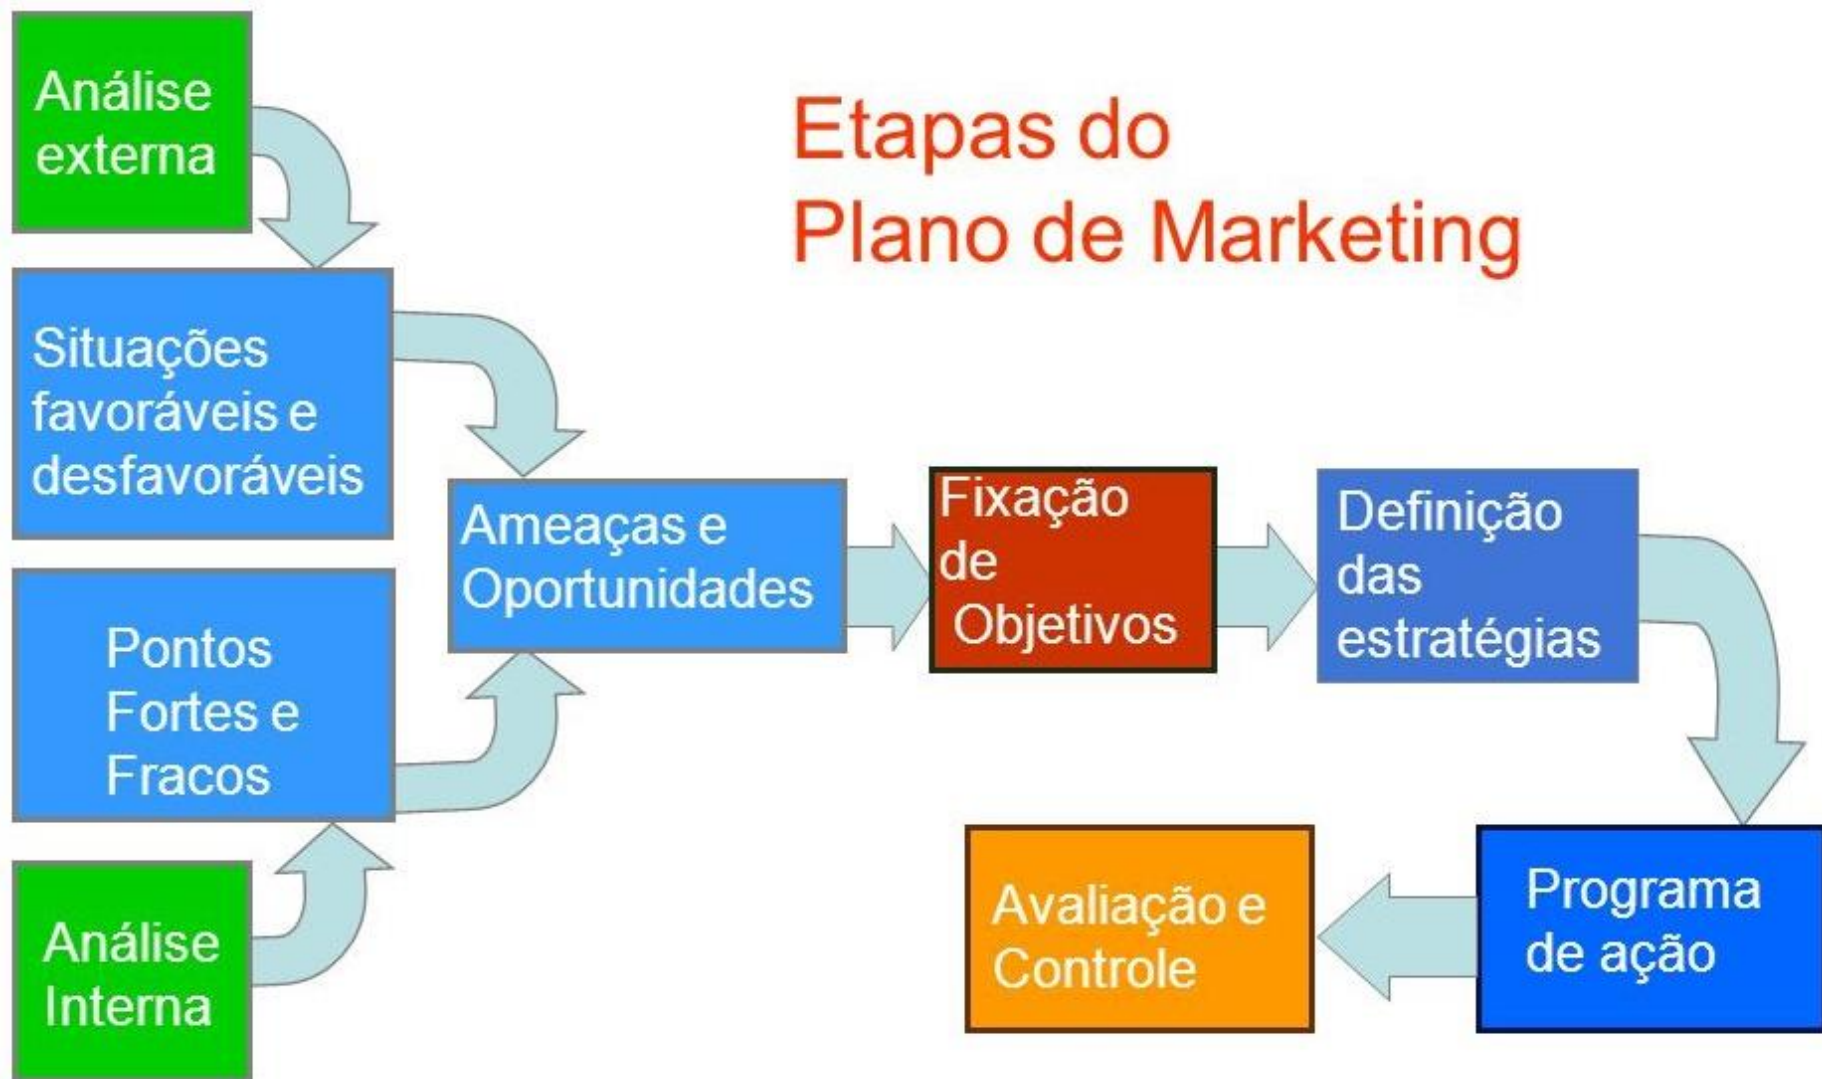 Análise
externa
Etapas do
Plano de Marketing
Situações
favoráveis e
desfavoráveis
Pontos
Fortes e
Fracos
Análise
Interna
Ameaças e
Oportunidades
Fixação
de
Objetivos
Definição
das
estratégias
Programa
de ação
Avaliação e
Controle